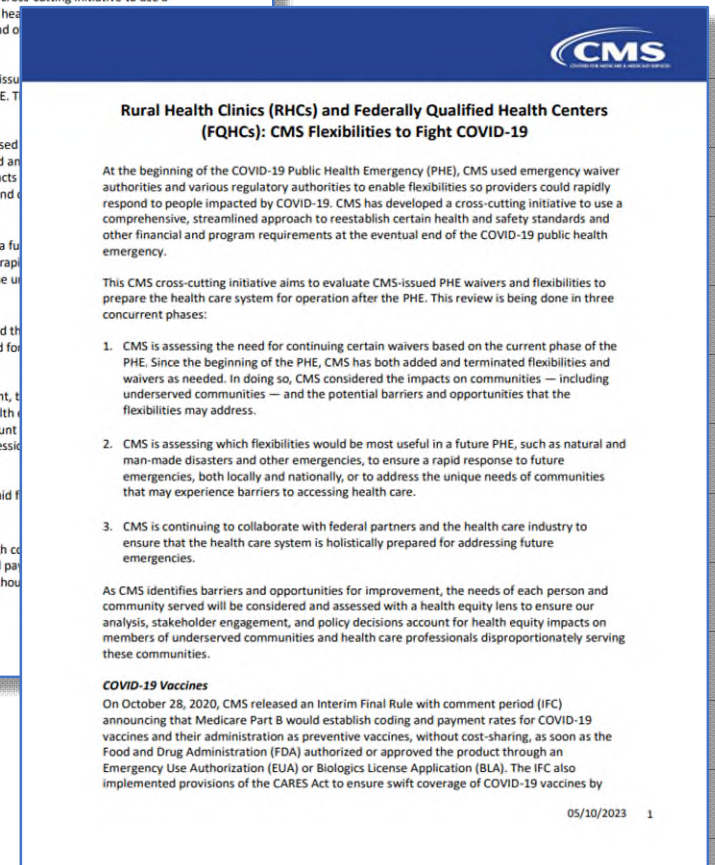 CMS
CENTERS FOR MEDICARE & MEDICAID SERVICES
Rural Health Clinics (RHCs) and Federally Qualified Health Centers
(FQHCs): CMS Flexibilities to Fight COVID-19
At the beginning of the COVID-19 Public Health Emergency (PHE), CMS used emergency waiver
authorities and various regulatory authorities to enable flexibilities so providers could rapidly
respond to people impacted by COVID-19. CMS has developed a cross-cutting initiative to use a
comprehensive, streamlined approach to reestablish certain health and safety standards and
other financial and program requirements at the eventual end of the COVID-19 public health
emergency.
This CMS cross-cutting initiative aims to evaluate CMS-issued PHE waivers and flexibilities to
prepare the health care system for operation after the PHE. This review is being done in three
concurrent phases:
1. CMS is assessing the need for continuing certain waivers based on the current phase of the
PHE. Since the beginning of the PHE, CMS has both added and terminated flexibilities and
waivers as needed. In doing so, CMS considered the impacts on communities — including
underserved communities — and the potential barriers and opportunities that the
flexibilities may address.
2. CMS is assessing which flexibilities would be most useful in a future PHE, such as natural and
man-made disasters and other emergencies, to ensure a rapid response to future
emergencies, both locally and nationally, or to address the unique needs of communities
that may experience barriers to accessing health care.
3. CMS is continuing to collaborate with federal partners and the health care industry to
ensure that the health care system is holistically prepared for addressing future
emergencies.
As CMS identifies barriers and opportunities for improvement, the needs of each person and
community served will be considered and assessed with a health equity lens to ensure our
analysis, stakeholder engagement, and policy decisions account for health equity impacts on
members of underserved communities and health care professionals disproportionately serving
these communities.
COVID-19 Vaccines
On October 28, 2020, CMS released an Interim Final Rule with comment period (IFC)
announcing that Medicare Part B would establish coding and payment rates for COVID-19
vaccines and their administration as preventive vaccines, without cost-sharing, as soon as the
Food and Drug Administration (FDA) authorized or approved the product through an
Emergency Use Authorization (EUA) or Biologics License Application (BLA). The IFC also
implemented provisions of the CARES Act to ensure swift coverage of COVID-19 vaccines by
05/10/2023 1